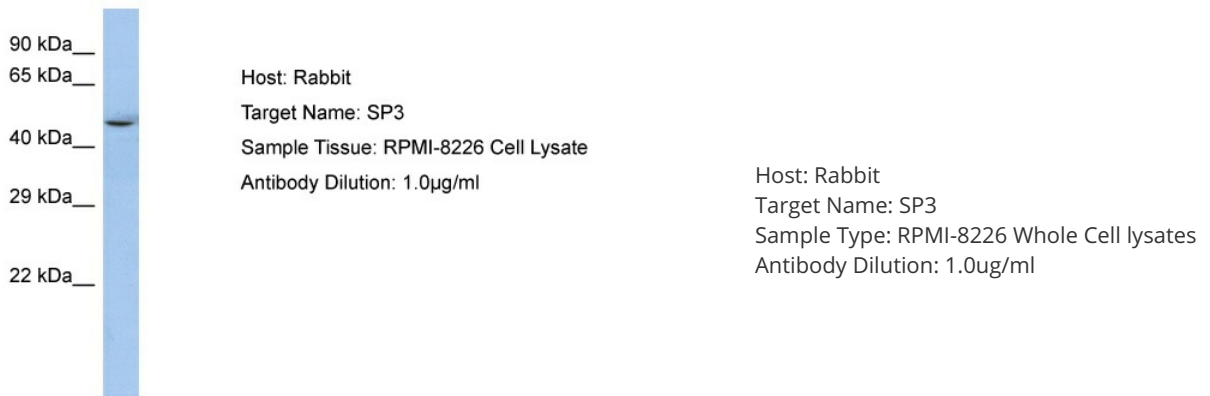 90 kDa__
65 kDa__
40 kDa__
29 kDa__
22 kDa__
Host: Rabbit
Target Name: SP3
Sample Tissue: RPMI-8226 Cell Lysate
Antibody Dilution: 1.0µg/ml
Host: Rabbit
Target Name: SP3
Sample Type: RPMI-8226 Whole Cell lysates
Antibody Dilution: 1.0ug/ml